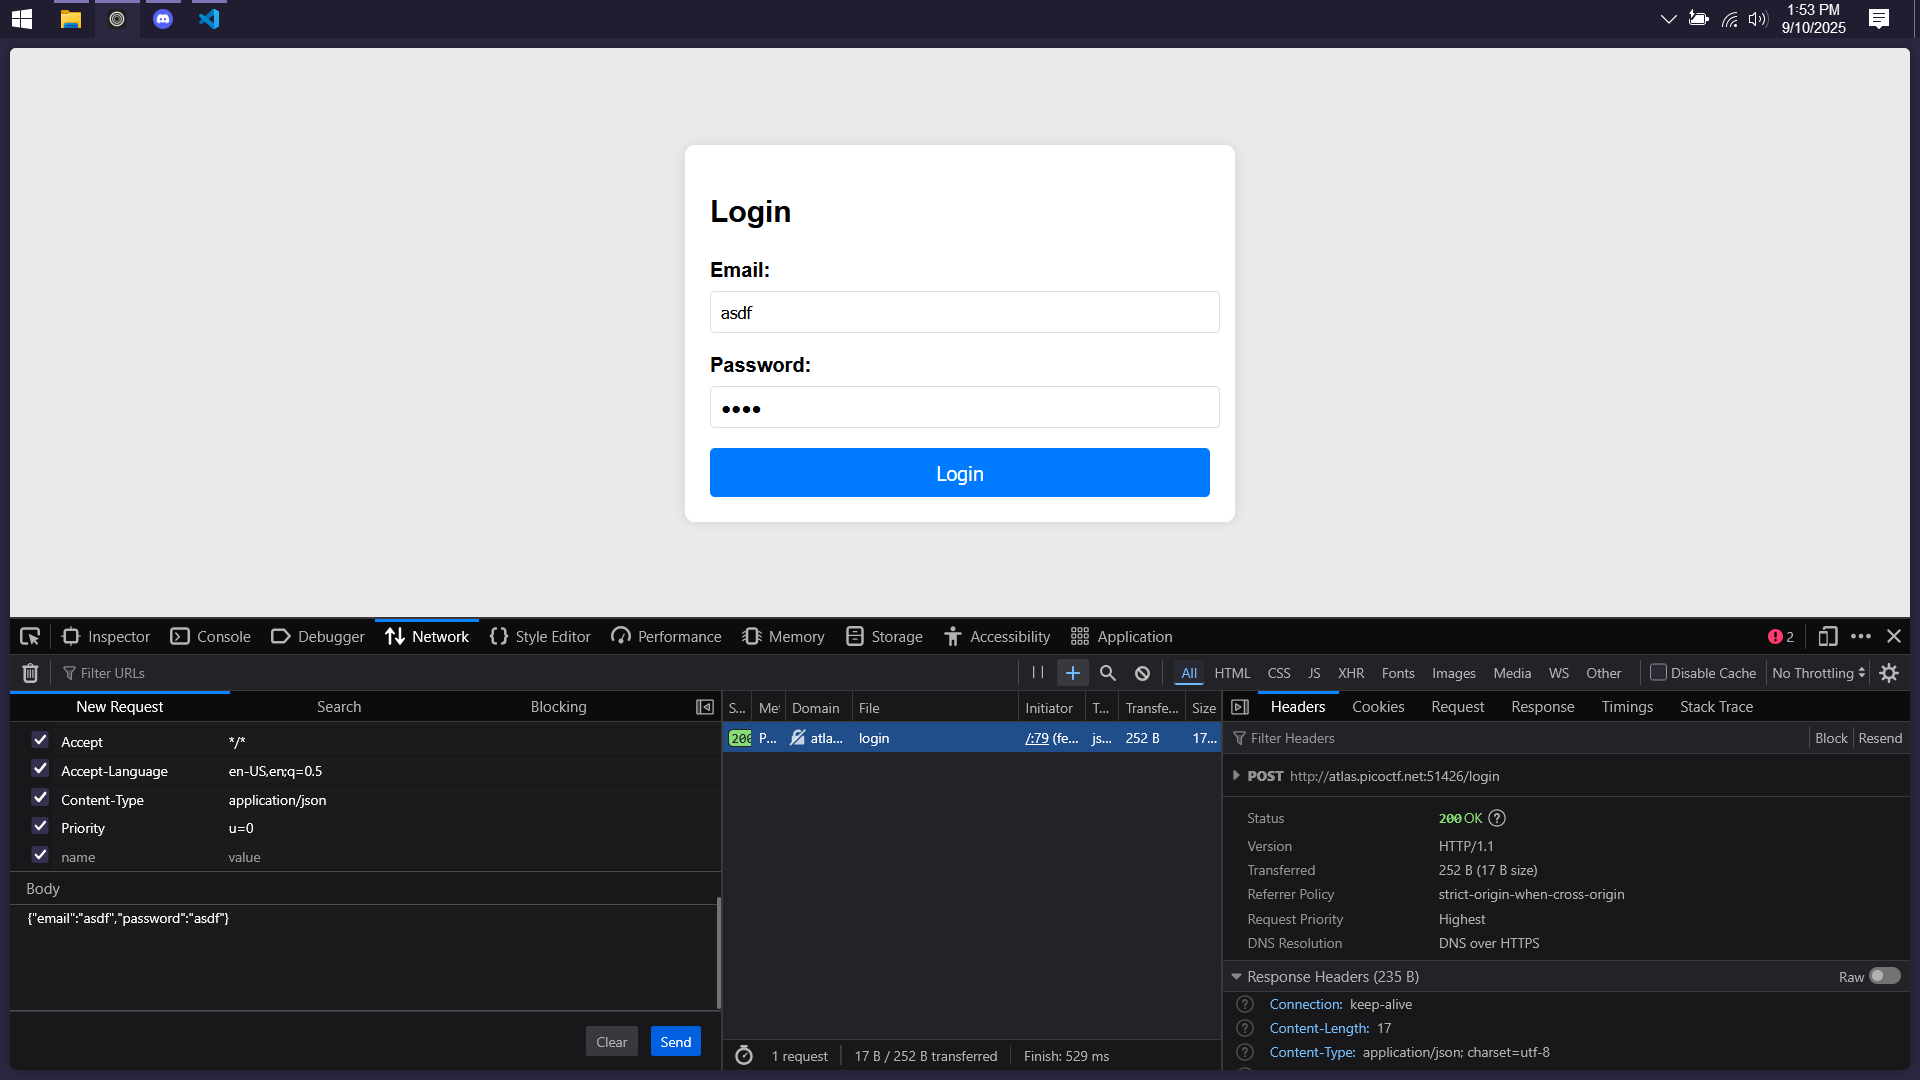 1:53 PM
9/10/2025
Login
Email:
asdf
Password:
Login
Inspector Console Debugger Network Style Editor Performance Memory Storage Accessibility Application 2
Filter URLs All HTML CSS JS XHR Fonts Images Media WS Other Disable Cache No Throttling
New Request Search Blocking
Accept */*
Accept-Language en-US,en;q=0.5
Content-Type application/json
Priority u=0
name value
Body
{"email":"asdf","password":"asdf"}
Clear Send
S... Me Domain File Initiator T... Transfe... Size
200 P... atla... login /:79 (fe... js... 252 B 17...
1 request 17 B / 252 B transferred Finish: 529 ms
Headers Cookies Request Response Timings Stack Trace
Filter Headers Block Resend
POST http://atlas.picoctf.net:51426/login
Status 200 OK
Version HTTP/1.1
Transferred 252 B (17 B size)
Referrer Policy strict-origin-when-cross-origin
Request Priority Highest
DNS Resolution DNS over HTTPS
Response Headers (235 B) Raw
Connection: keep-alive
Content-Length: 17
Content-Type: application/json; charset=utf-8